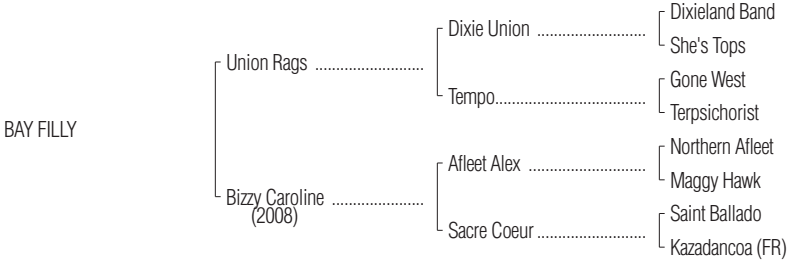 Dixieland Band
Dixie Union ..........................
She's Tops
Union Rags ..........................
Gone West
Tempo....................................
Terpsichorist
BAY FILLY
Northern Afleet
Afleet Alex ............................
Maggy Hawk
Bizzy Caroline ......................
(2008)
Saint Ballado
Sacre Coeur ..........................
Kazadancoa (FR)